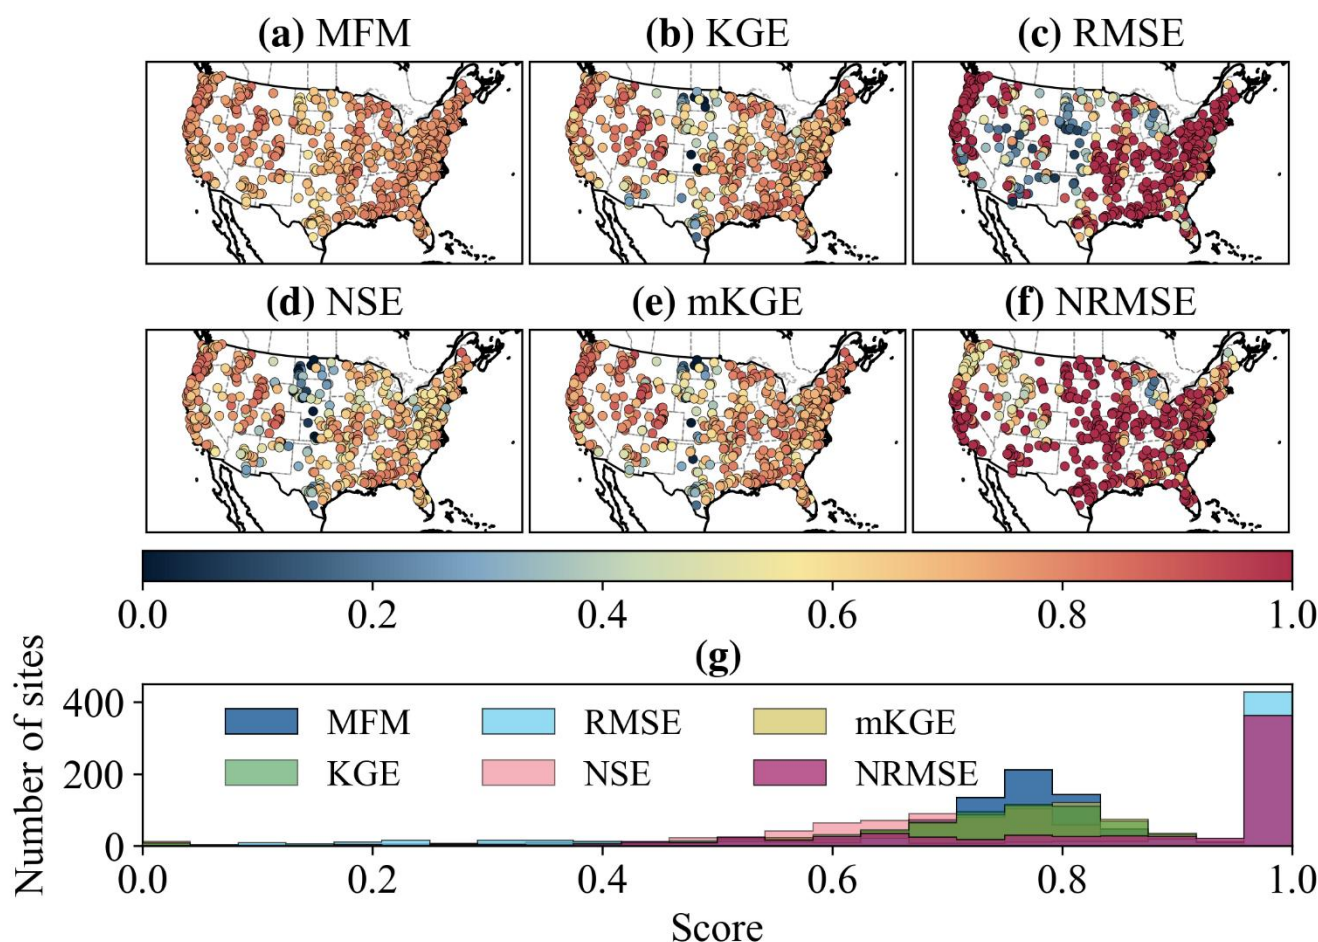 (a) MFM
(b) KGE
(c) RMSE
(d) NSE
(e) mKGE
(f) NRMSE
0.0 0.2 0.4 0.6 0.8 1.0
(g)
Number of sites
400
200
0
MFM
RMSE
mKGE
KGE
NSE
NRMSE
0.0 0.2 0.4 0.6 0.8 1.0
Score